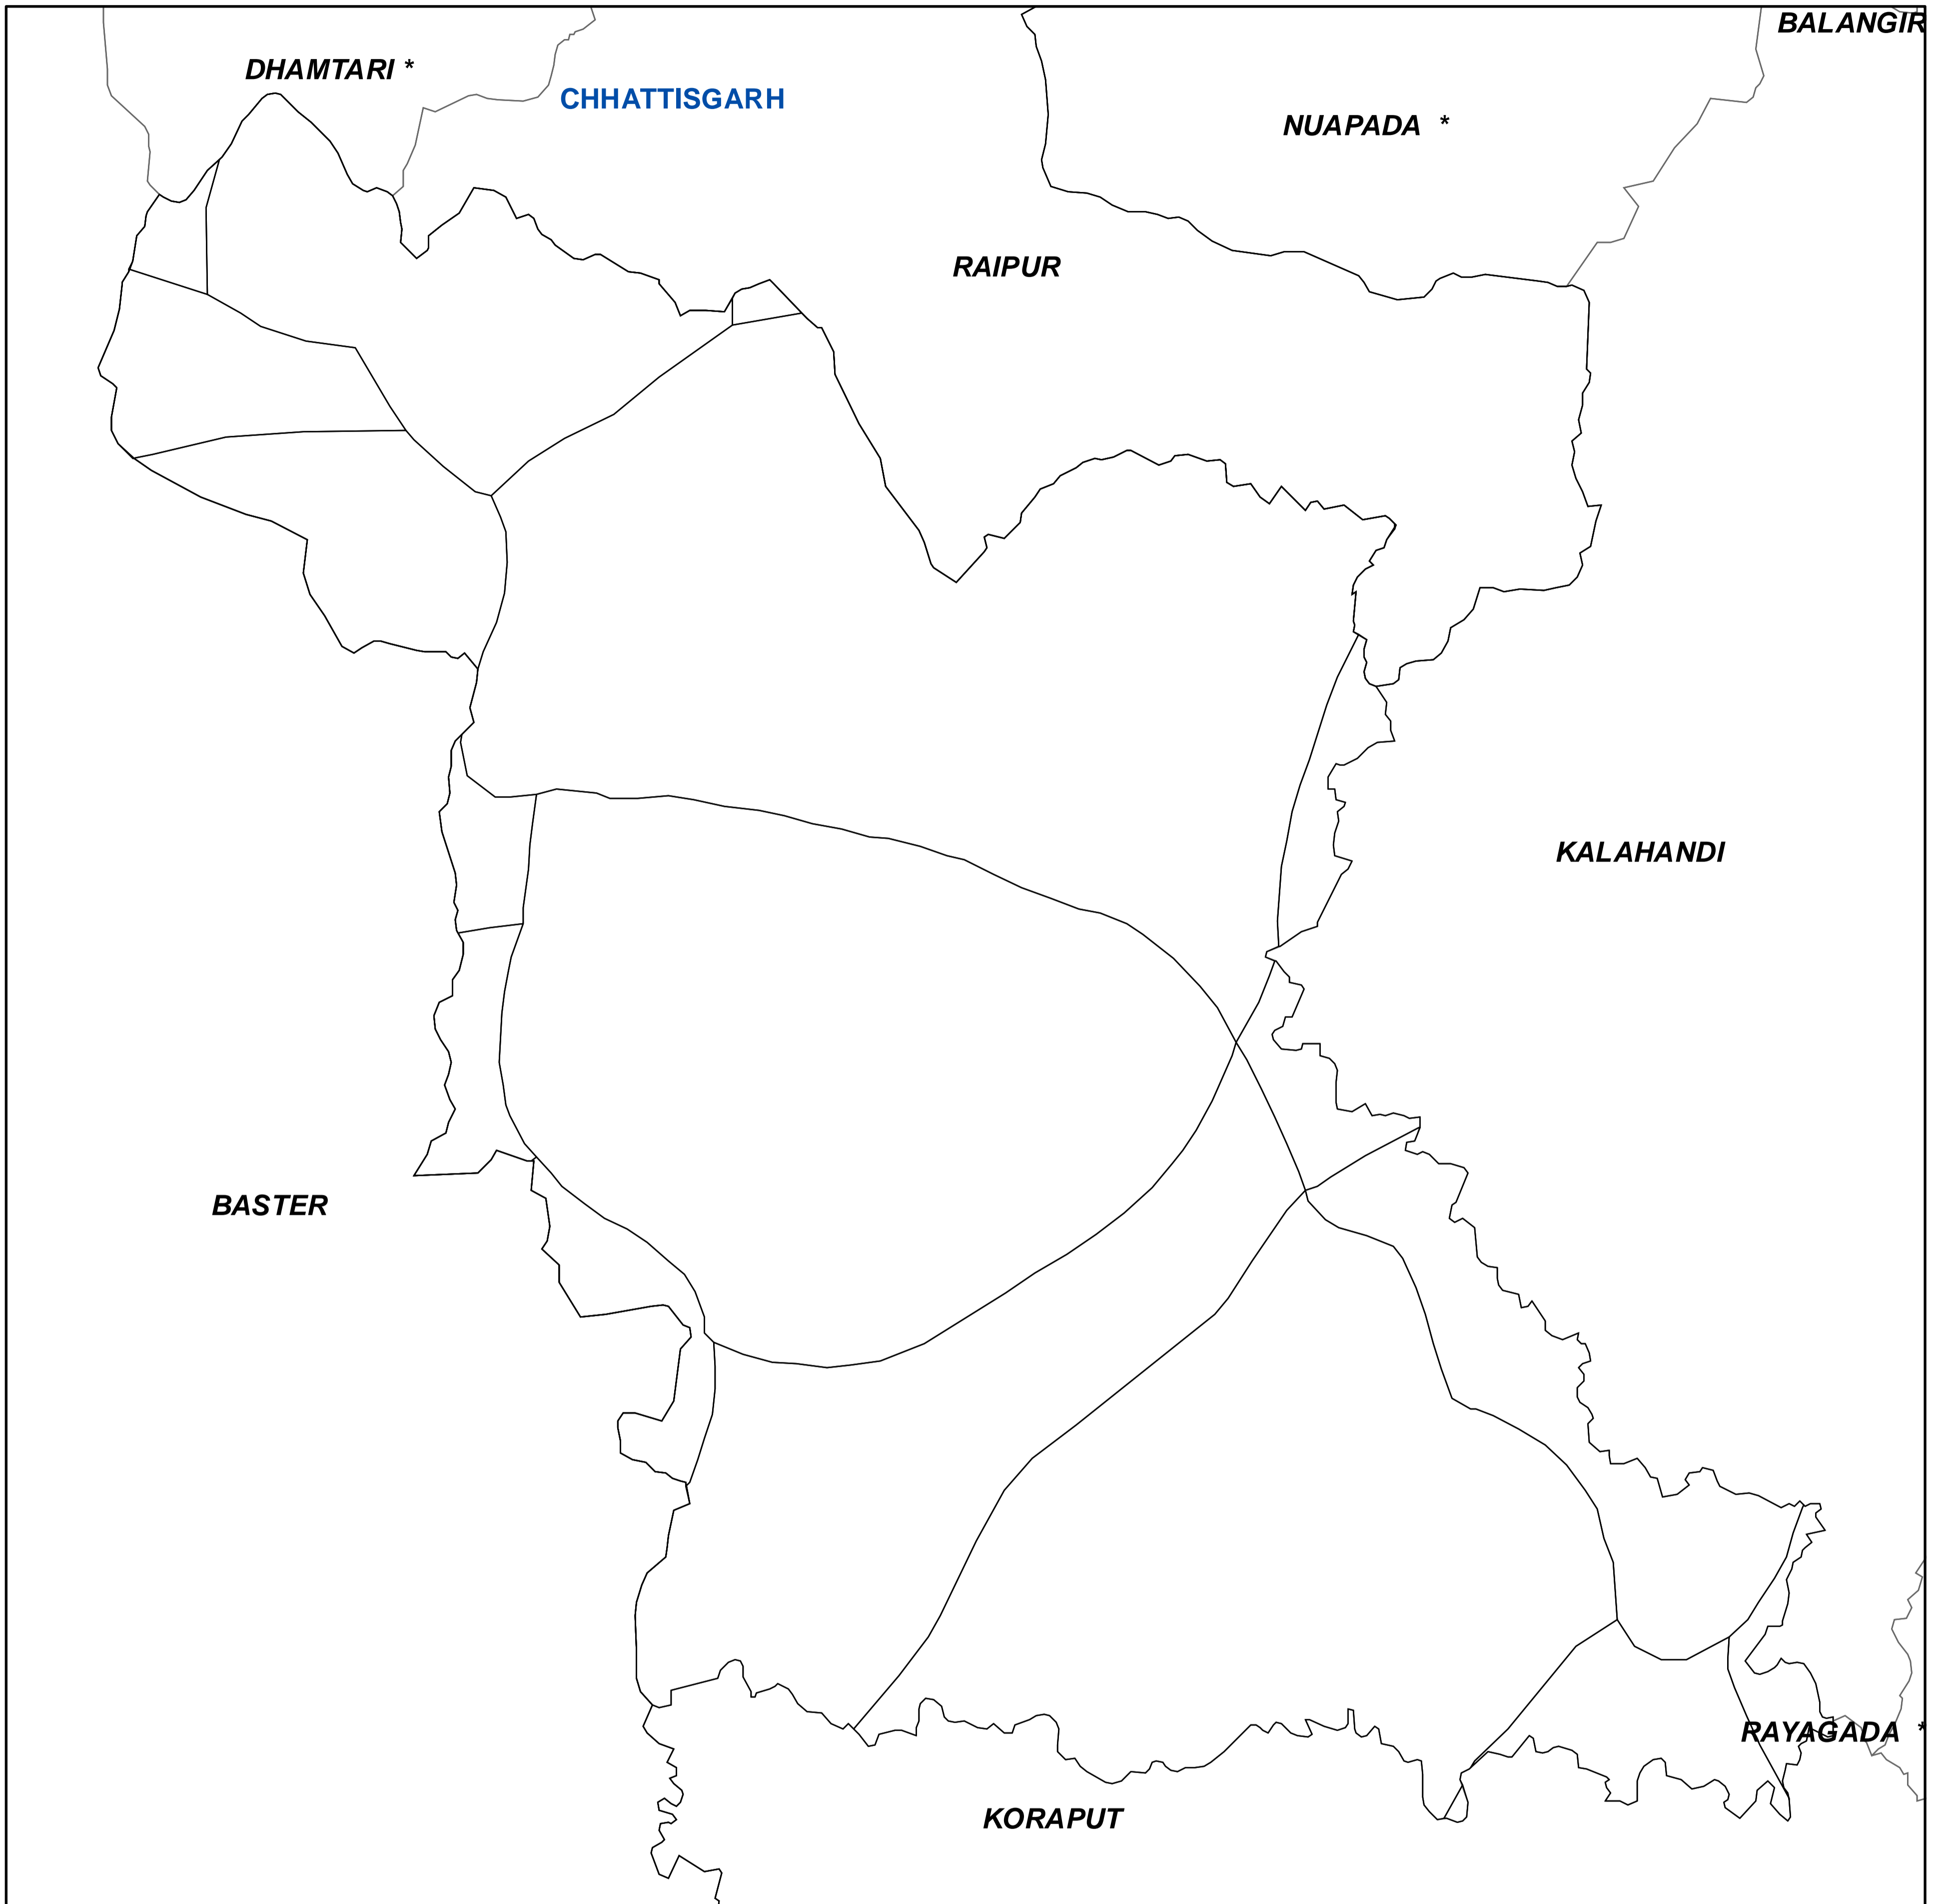 BALANGIR
DHAMTARI *
CHHATTISGARH
NUAPADA *
RAIPUR
KALAHANDI
BASTER
RAYAGADA *
KORAPUT